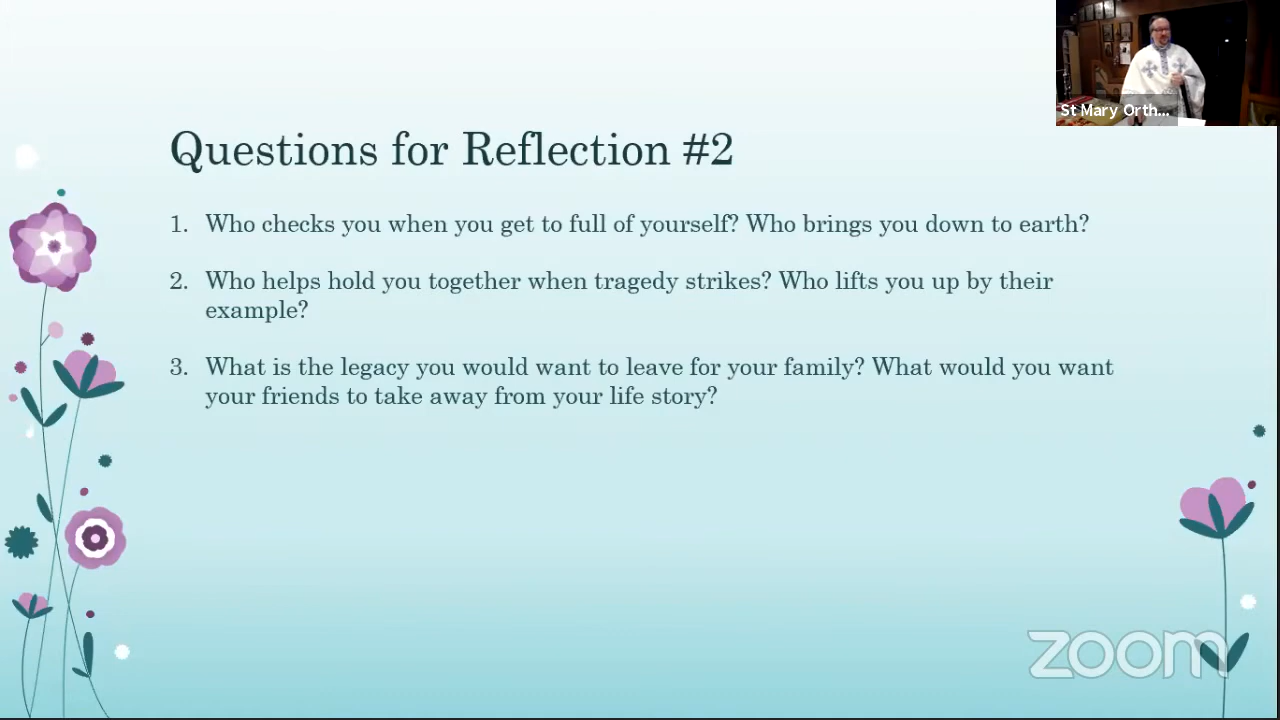 St Mary Orth...
Questions for Reflection #2
1. Who checks you when you get to full of yourself? Who brings you down to earth?
2. Who helps hold you together when tragedy strikes? Who lifts you up by their
example?
3. What is the legacy you would want to leave for your family? What would you want
your friends to take away from your life story?
zoom